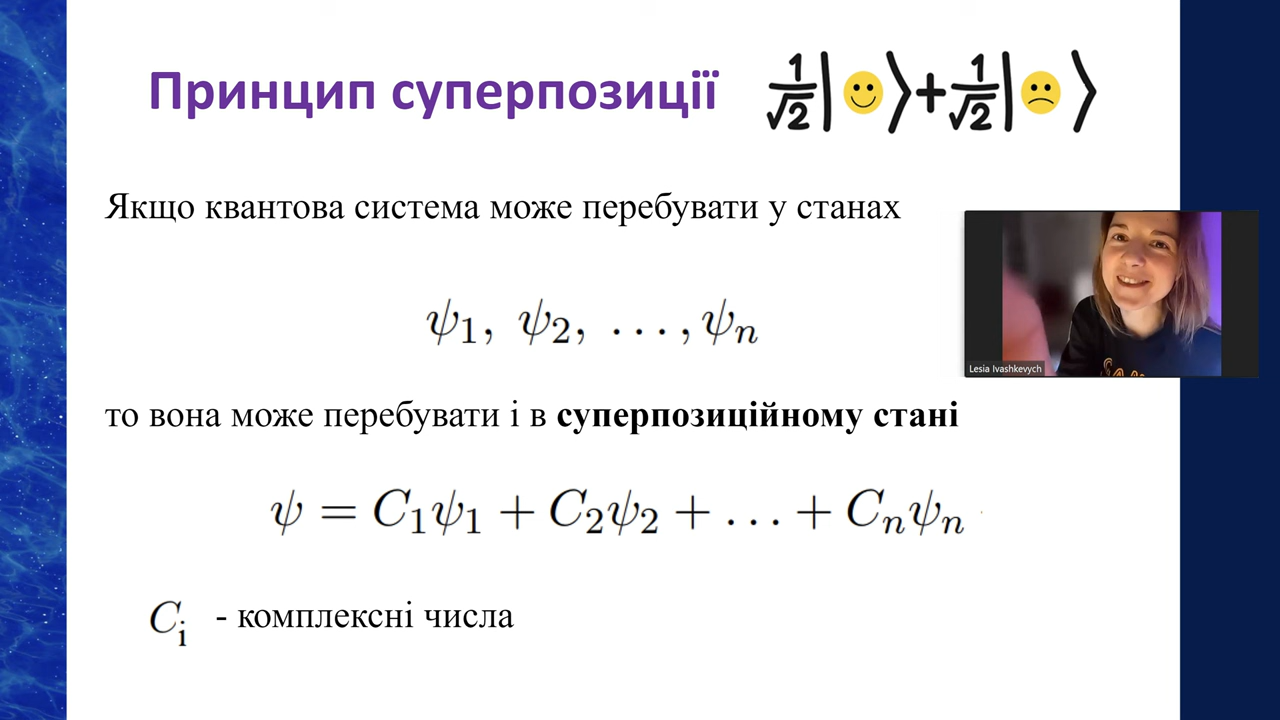 Принцип суперпозиції
1/√2|☺⟩+1/√2|☹⟩
Якщо квантова система може перебувати у станах
ψ₁, ψ₂, ..., ψₙ
Lesia Ivashkevych
то вона може перебувати і в суперпозиційному стані
ψ = C₁ψ₁ + C₂ψ₂ + ... + Cₙψₙ
Cᵢ - комплексні числа